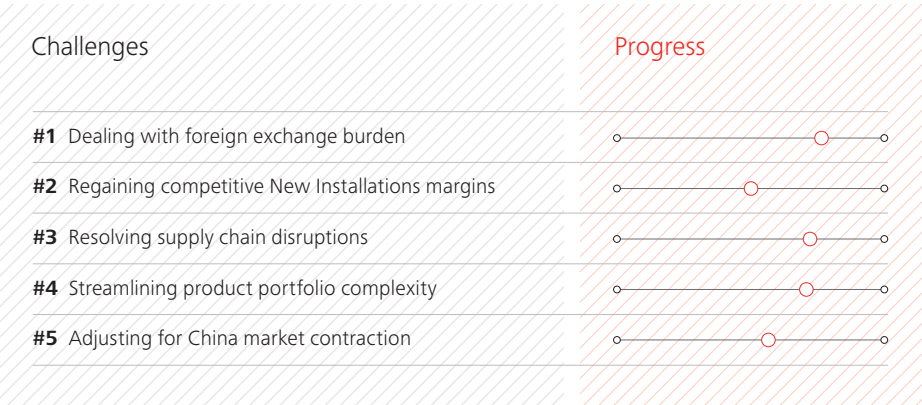 Challenges
Progress
#1 Dealing with foreign exchange burden
#2 Regaining competitive New Installations margins
#3 Resolving supply chain disruptions
#4 Streamlining product portfolio complexity
#5 Adjusting for China market contraction